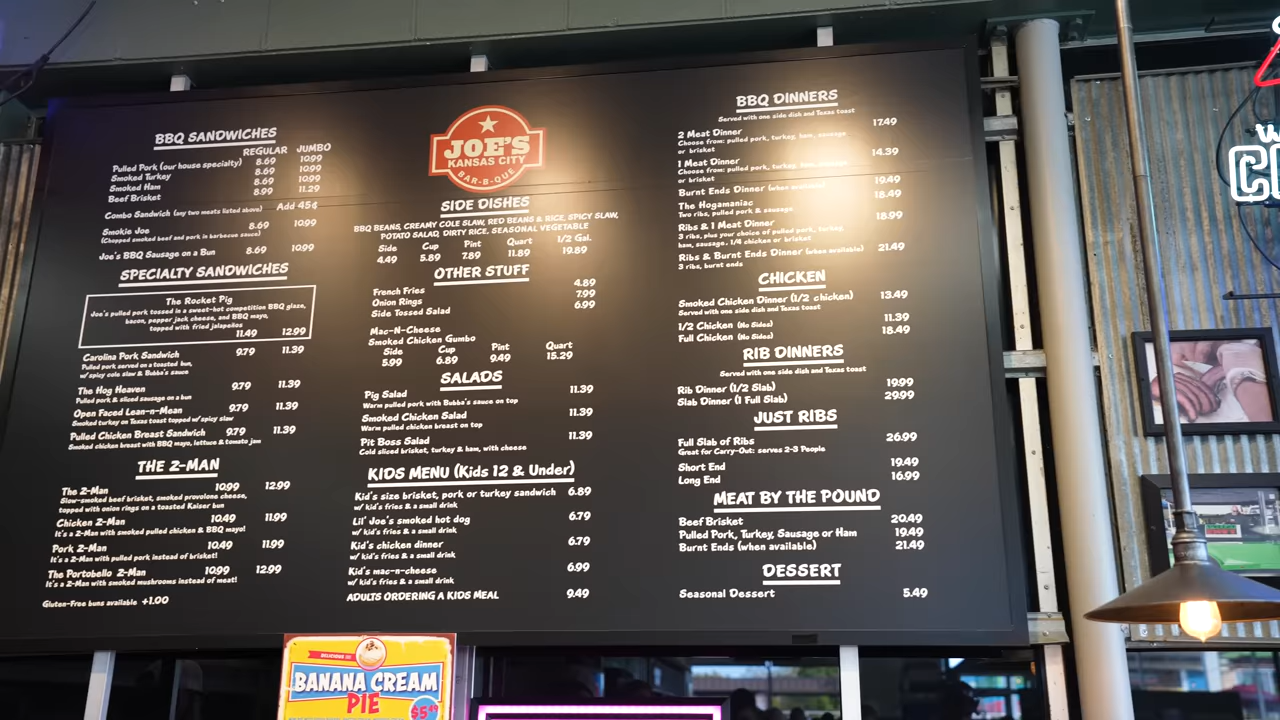 BBQ SANDWICHES
REGULAR JUMBO
Pulled Pork (our house specialty) 8.69 10.99
Smoked Turkey 8.69 10.99
Smoked Ham 8.69 10.99
Beef Brisket 8.99 11.29
Combo Sandwich (any two meats listed above) Add 45¢
Smokie Joe 8.69 10.99
(Chopped smoked beef and pork in barbecue sauce)
Joe's BBQ Sausage on a Bun 8.69 10.99
SPECIALTY SANDWICHES
The Rocket Pig
Joe's pulled pork tossed in a sweet-hot competition BBQ glaze,
bacon, pepper jack cheese, and BBQ mayo,
topped with fried jalapeños
11.49 12.99
Carolina Pork Sandwich 9.79 11.39
Pulled pork served on a toasted bun,
w/ spicy cole slaw & Bubba's sauce
The Hog Heaven 9.79 11.39
Pulled pork & sliced sausage on a bun
Open Faced Lean-n-Mean 9.79 11.39
Smoked turkey on Texas toast topped w/ spicy slaw
Pulled Chicken Breast Sandwich 9.79 11.39
Smoked chicken breast with BBQ mayo, lettuce & tomato jam
THE Z-MAN
The Z-Man 10.99 12.99
Slow-smoked beef brisket, smoked provolone cheese,
topped with onion rings on a toasted Kaiser bun
Chicken Z-Man 10.49 11.99
It's a Z-Man with smoked pulled chicken & BBQ mayo!
Pork Z-Man 10.49 11.99
It's a Z-Man with pulled pork instead of brisket!
The Portobello Z-Man 10.99 12.99
It's a Z-Man with smoked mushrooms instead of meat!
Gluten-Free buns available +1.00
JOE'S
KANSAS CITY
BAR-B-QUE
SIDE DISHES
BBQ BEANS, CREAMY COLE SLAW, RED BEANS & RICE, SPICY SLAW,
POTATO SALAD, DIRTY RICE, SEASONAL VEGETABLE
Side Cup Pint Quart 1/2 Gal.
4.49 5.89 7.89 11.89 19.89
OTHER STUFF
French Fries 4.89
Onion Rings 7.99
Side Tossed Salad 6.99
Mac-N-Cheese
Smoked Chicken Gumbo
Side Cup Pint Quart
5.99 6.89 9.49 15.29
SALADS
Pig Salad 11.39
Warm pulled pork with Bubba's sauce on top
Smoked Chicken Salad 11.39
Warm pulled chicken breast on top
Pit Boss Salad 11.39
Cold sliced brisket, turkey & ham, with cheese
KIDS MENU (Kids 12 & Under)
Kid's size brisket, pork or turkey sandwich 6.89
w/ kid's fries & a small drink
Lil' Joe's smoked hot dog 6.79
w/ kid's fries & a small drink
Kid's chicken dinner 6.79
w/ kid's fries & a small drink
Kid's mac-n-cheese 6.99
w/ kid's fries & a small drink
ADULTS ORDERING A KIDS MEAL 9.49
BBQ DINNERS
Served with one side dish and Texas toast
2 Meat Dinner 17.49
Choose from: pulled pork, turkey, ham, sausage
or brisket
1 Meat Dinner 14.39
Choose from: pulled pork, turkey, ham, sausage,
or brisket
Burnt Ends Dinner (when available) 19.49
The Hogamaniac 18.49
Two ribs, pulled pork & sausage
Ribs & 1 Meat Dinner 18.99
3 ribs, plus your choice of pulled pork, turkey,
ham, sausage, 1/4 chicken or brisket
Ribs & Burnt Ends Dinner (when available) 21.49
3 ribs, burnt ends
CHICKEN
Smoked Chicken Dinner (1/2 chicken) 13.49
Served with one side dish and Texas toast
1/2 Chicken (No Sides) 11.39
Full Chicken (No Sides) 18.49
RIB DINNERS
Served with one side dish and Texas toast
Rib Dinner (1/2 Slab) 19.99
Slab Dinner (1 Full Slab) 29.99
JUST RIBS
Full Slab of Ribs 26.99
Great for Carry-Out: serves 2-3 People
Short End 19.49
Long End 16.99
MEAT BY THE POUND
Beef Brisket 20.49
Pulled Pork, Turkey, Sausage or Ham 19.49
Burnt Ends (when available) 21.49
DESSERT
Seasonal Dessert 5.49
BANANA CREAM
PIE